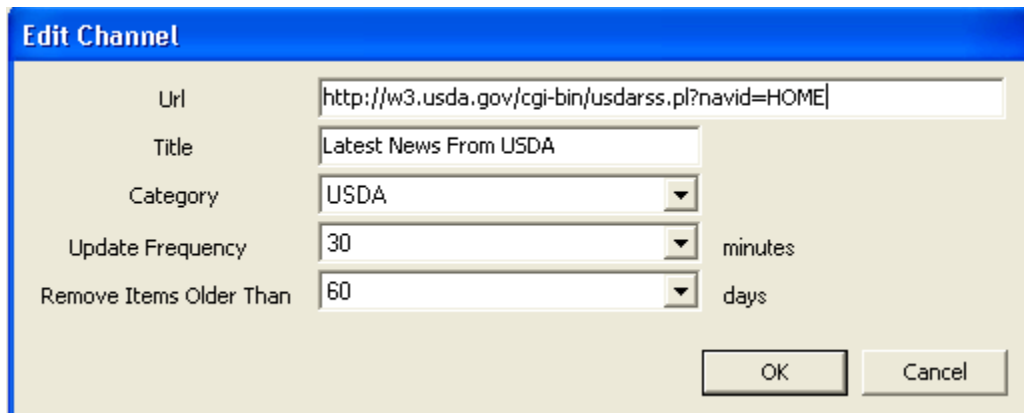 Edit Channel
Url http://w3.usda.gov/cgi-bin/usdarss.pl?navid=HOME
Title Latest News From USDA
Category USDA
Update Frequency 30 minutes
Remove Items Older Than 60 days
OK Cancel